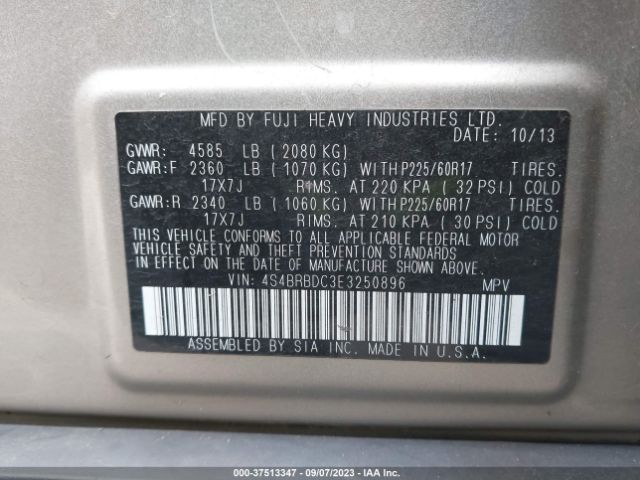 MFD BY FUJI HEAVY INDUSTRIES LTD.
DATE: 10/13
GVWR: 4585 LB (2080 KG)
GAWR:F 2360 LB (1070 KG) WITH P225/60R17 TIRES.
17X7J RIMS. AT 220 KPA (32 PSI) COLD
GAWR:R 2340 LB (1060 KG) WITH P225/60R17 TIRES.
17X7J RIMS. AT 210 KPA (30 PSI) COLD
THIS VEHICLE CONFORMS TO ALL APPLICABLE FEDERAL MOTOR
VEHICLE SAFETY AND THEFT PREVENTION STANDARDS
IN EFFECT ON THE DATE OF MANUFACTURE SHOWN ABOVE.
VIN: 4S4BRBDC3E3250896 MPV
ASSEMBLED BY SIA INC. MADE IN U.S.A.
000-37513347 - 09/07/2023 - IAA Inc.